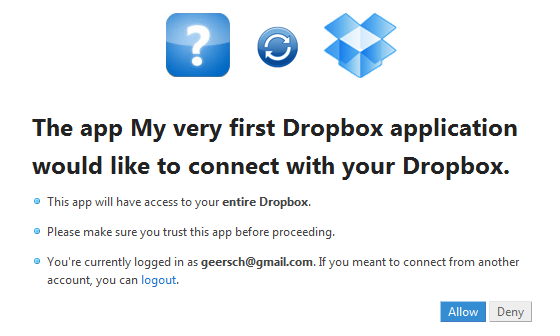 ?
The app My very first Dropbox application
would like to connect with your Dropbox.
This app will have access to your entire Dropbox.
Please make sure you trust this app before proceeding.
You're currently logged in as geersch@gmail.com. If you meant to connect from another
account, you can logout.
Allow Deny